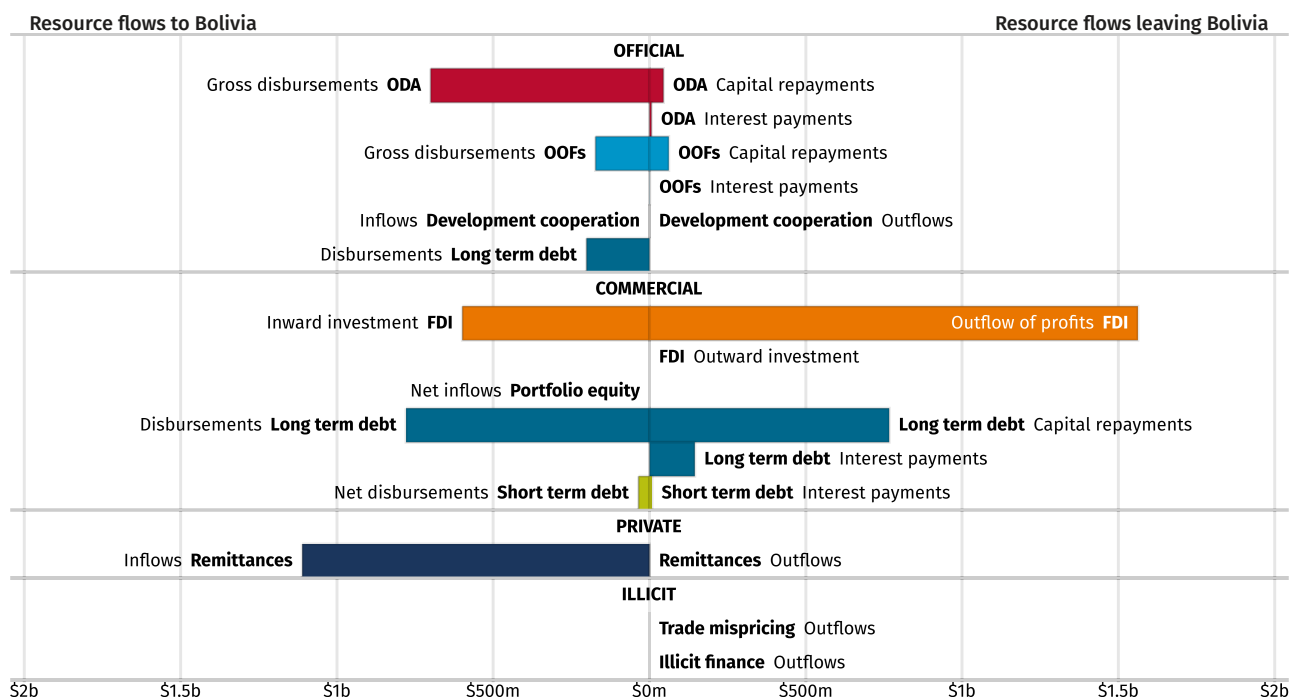 Resource flows to Bolivia Resource flows leaving Bolivia
OFFICIAL
Gross disbursements ODA ODA Capital repayments
ODA Interest payments
Gross disbursements OOFs OOFs Capital repayments
OOFs Interest payments
Inflows Development cooperation Development cooperation Outflows
Disbursements Long term debt
COMMERCIAL
Inward investment FDI Outflow of profits FDI
FDI Outward investment
Net inflows Portfolio equity
Disbursements Long term debt Long term debt Capital repayments
Long term debt Interest payments
Net disbursements Short term debt Short term debt Interest payments
PRIVATE
Inflows Remittances Remittances Outflows
ILLICIT
Trade mispricing Outflows
Illicit finance Outflows
$2b $1.5b $1b $500m $0m $500m $1b $1.5b $2b